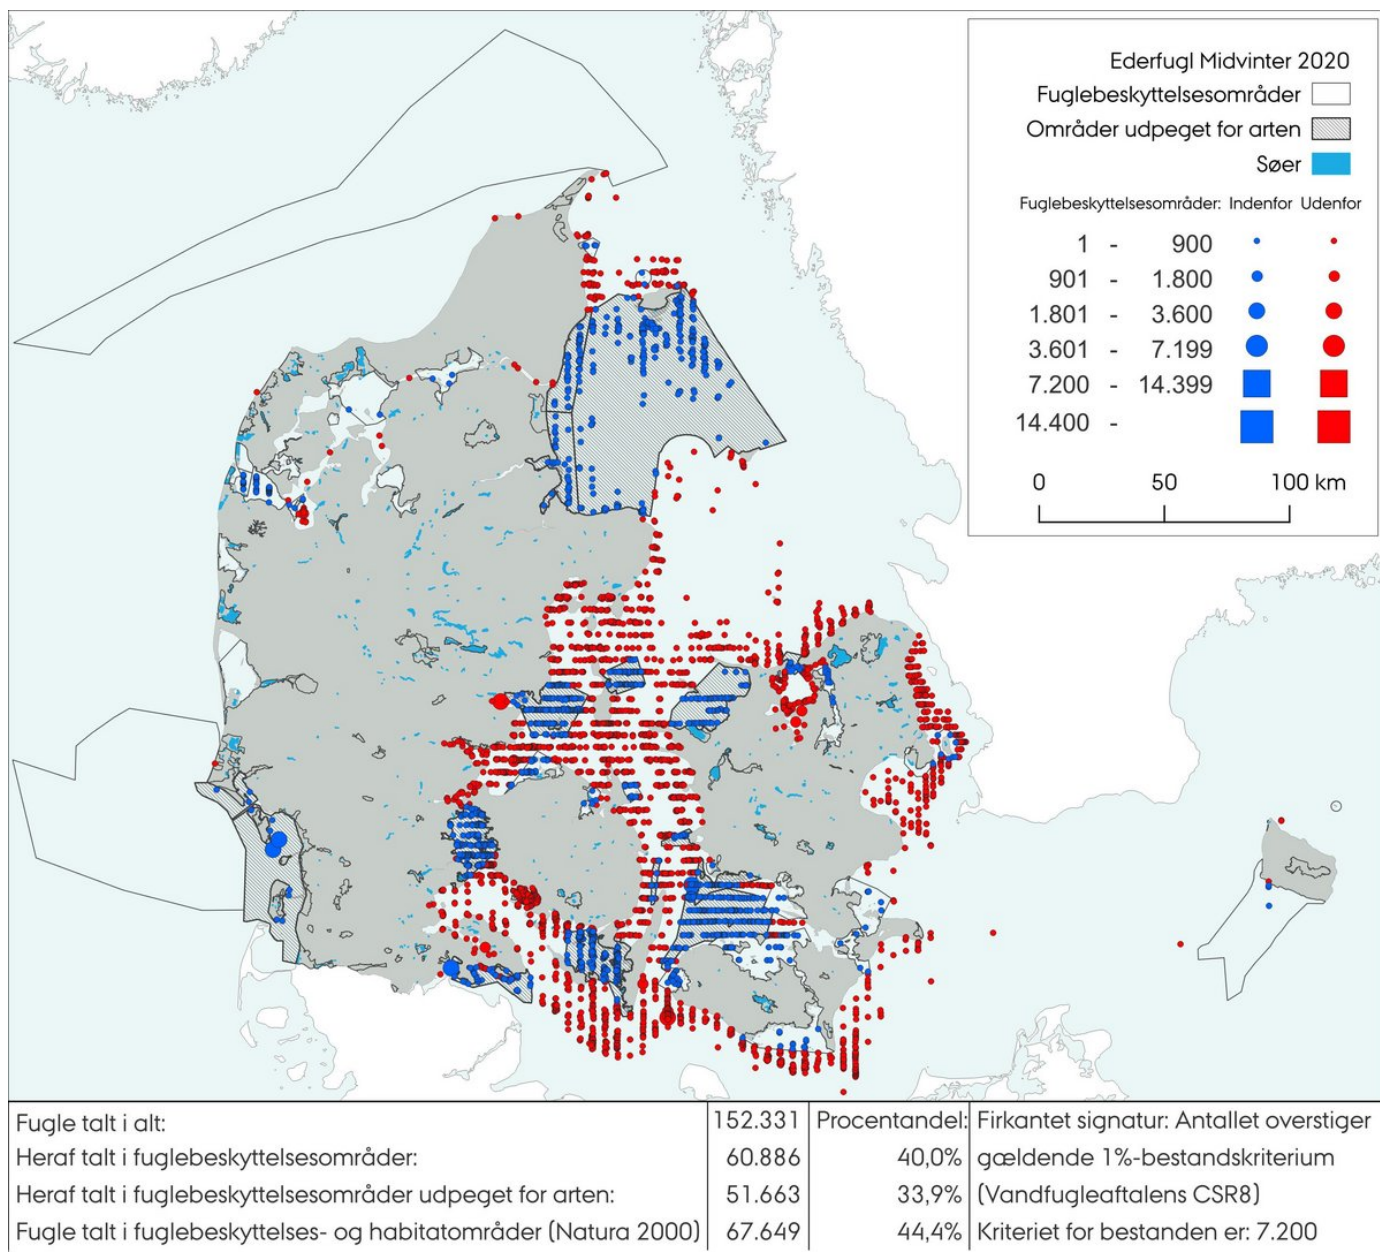 Ederfugl Midvinter 2020
Fuglebeskyttelsesområder
Områder udpeget for arten
Søer
Fuglebeskyttelsesområder: Indenfor Udenfor
1 - 900
901 - 1.800
1.801 - 3.600
3.601 - 7.199
7.200 - 14.399
14.400 -
0 50 100 km
Fugle talt i alt: 152.331 Procentandel: Firkantet signatur: Antallet overstiger
Heraf talt i fuglebeskyttelsesområder: 60.886 40,0% gældende 1%-bestandskriterium
Heraf talt i fuglebeskyttelsesområder udpeget for arten: 51.663 33,9% (Vandfugleaftalens CSR8)
Fugle talt i fuglebeskyttelses- og habitatområder (Natura 2000) 67.649 44,4% Kriteriet for bestanden er: 7.200